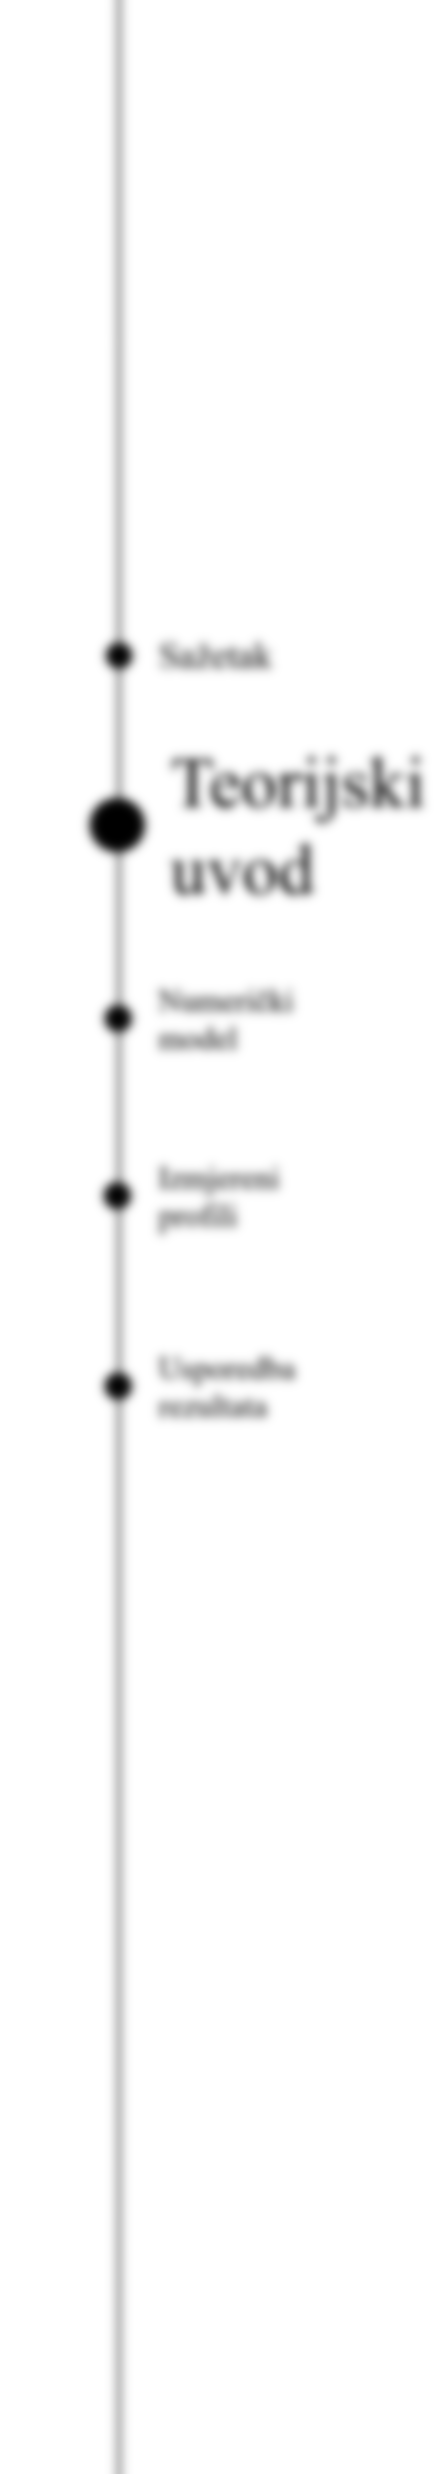 Sažetak
Teorijski
uvod
Numerički
model
Izmjereni
profili
Usporedba
rezultata